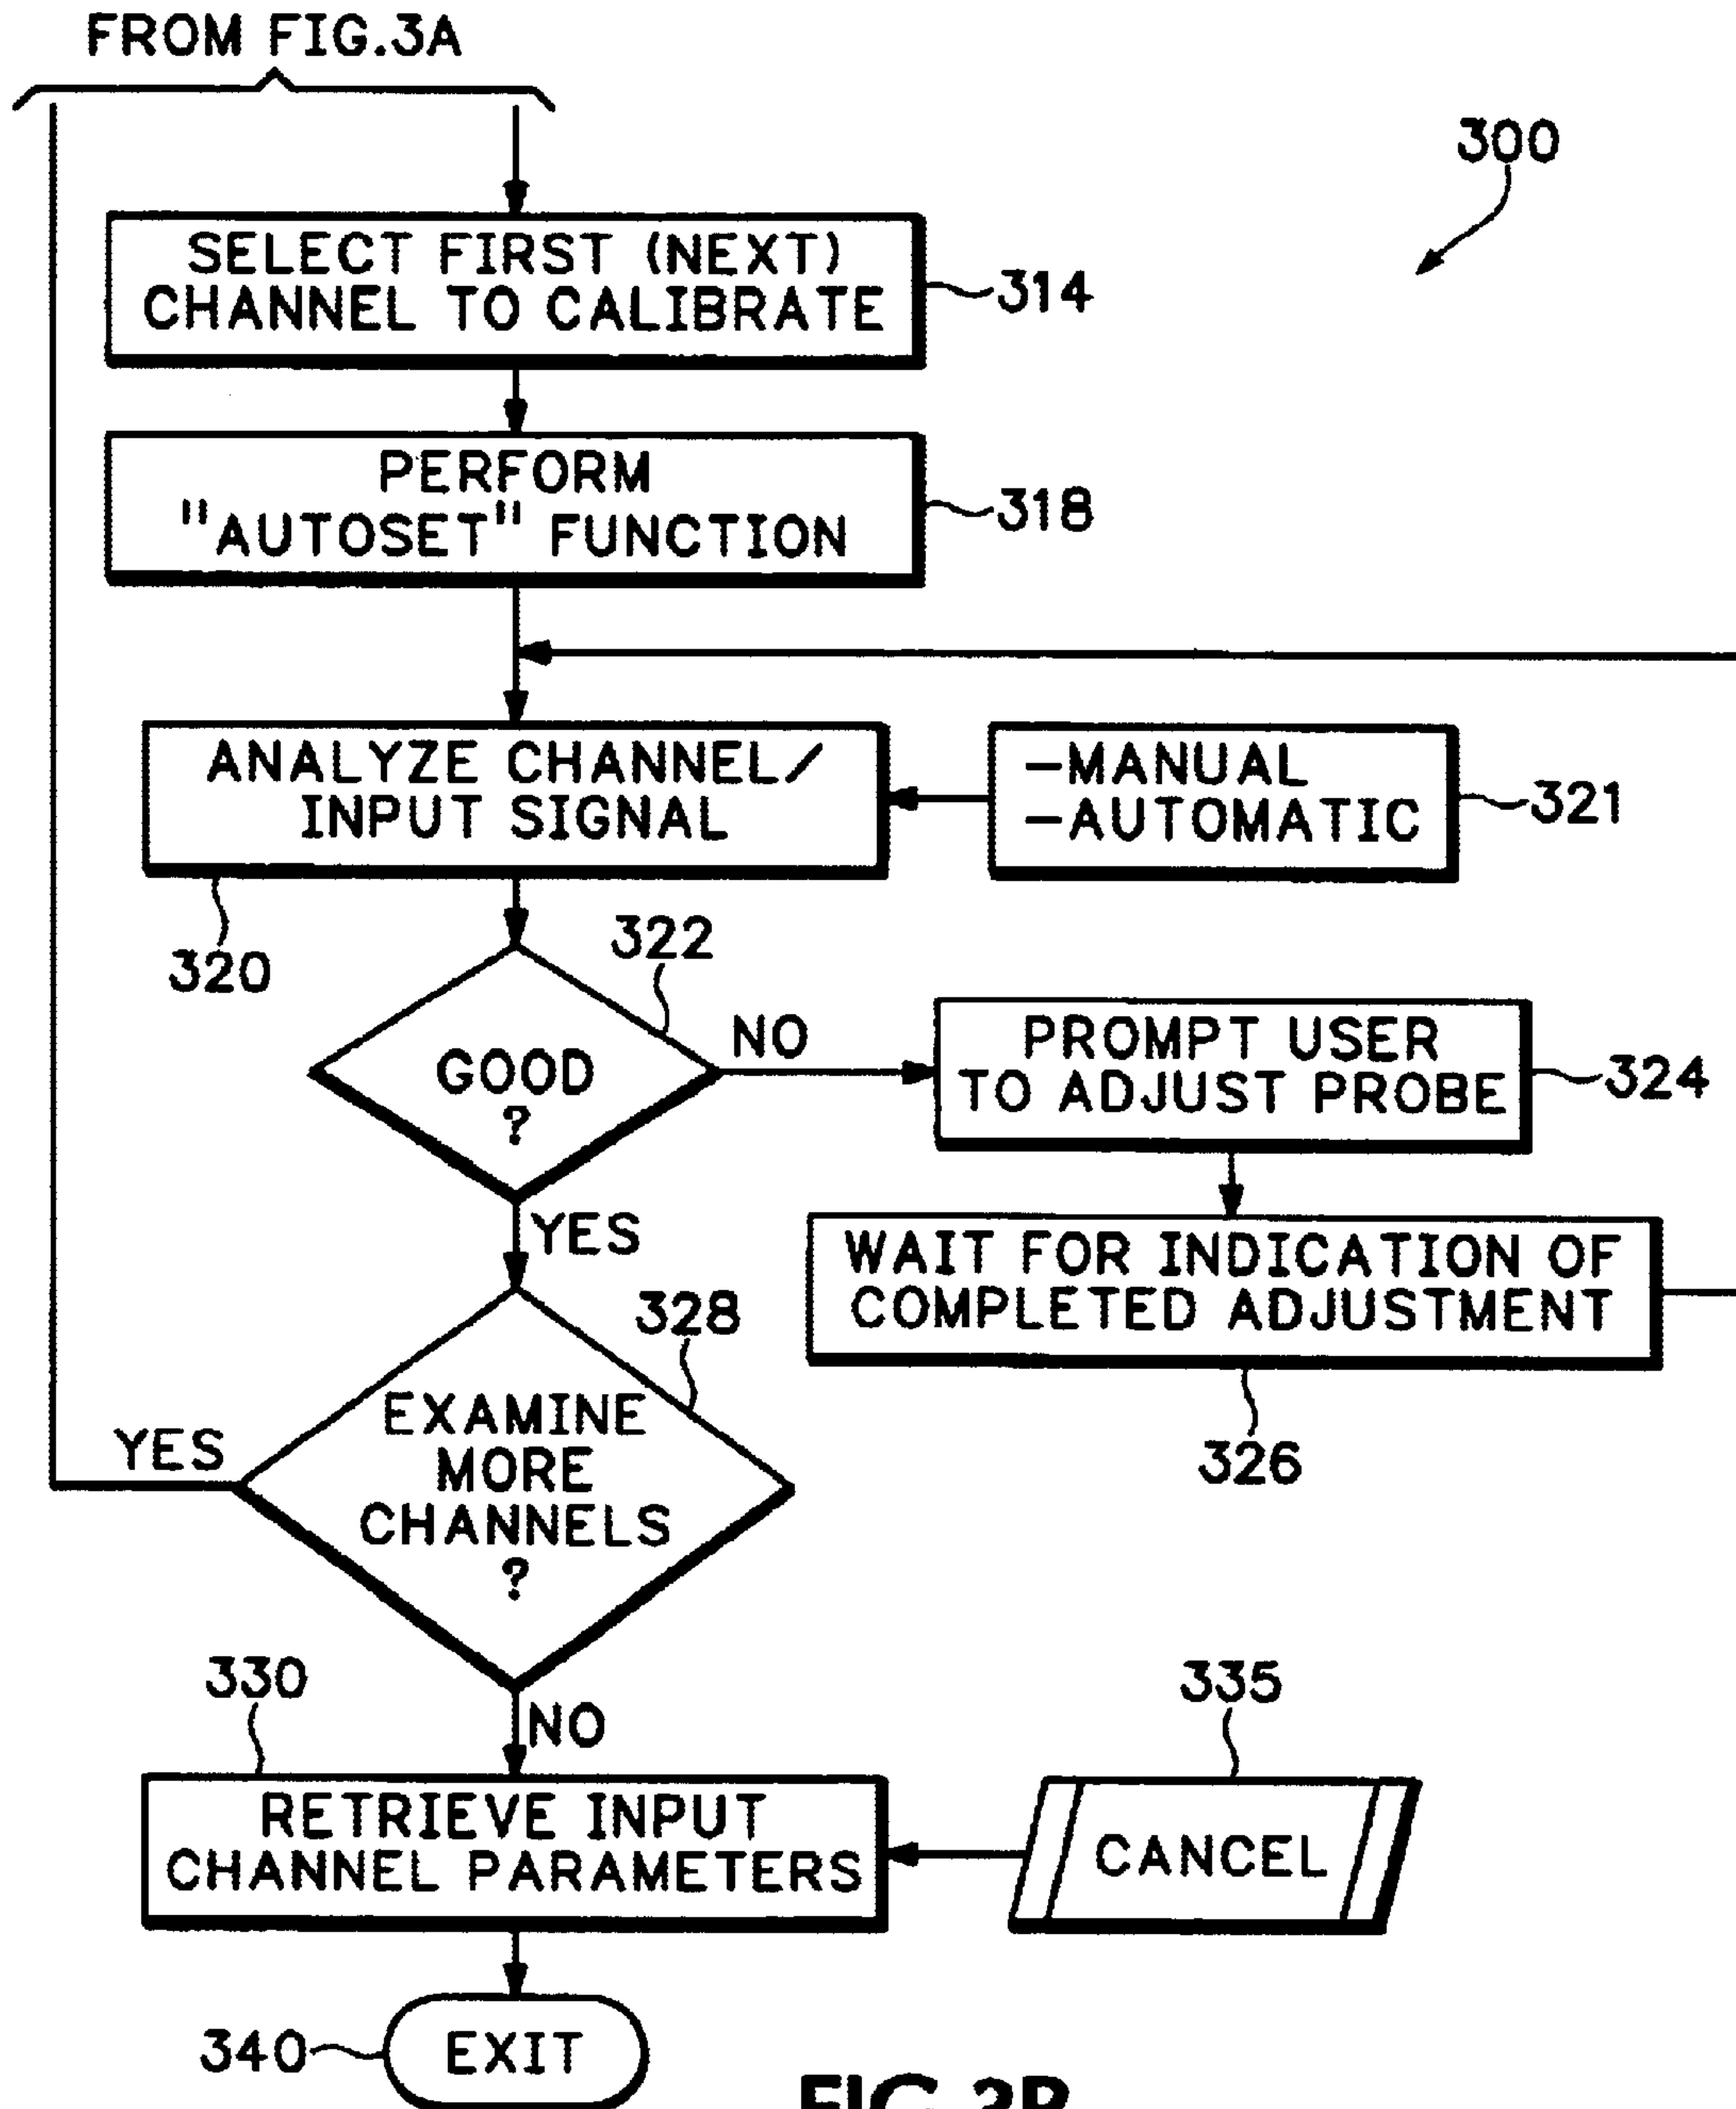 FROM FIG.3A
300
SELECT FIRST (NEXT)
CHANNEL TO CALIBRATE
314
PERFORM
"AUTOSET" FUNCTION
318
ANALYZE CHANNEL/
INPUT SIGNAL
320
-MANUAL
-AUTOMATIC
321
322
GOOD
?
NO
PROMPT USER
TO ADJUST PROBE
324
YES
WAIT FOR INDICATION OF
COMPLETED ADJUSTMENT
326
328
EXAMINE
MORE
CHANNELS
?
YES
NO
330
RETRIEVE INPUT
CHANNEL PARAMETERS
335
CANCEL
340
EXIT